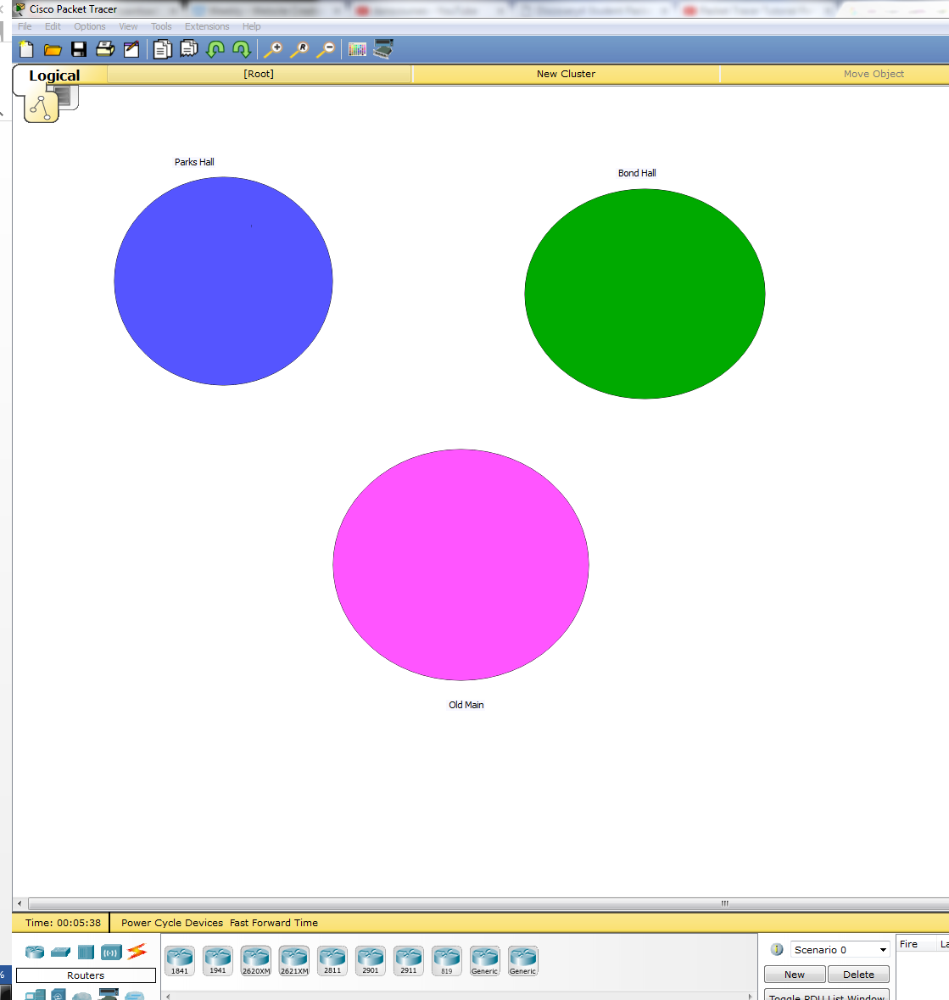 Cisco Packet Tracer
File Edit Options View Tools Extensions Help
Logical [Root] New Cluster Move Object
Parks Hall
Bond Hall
Old Main
Time: 00:05:38 Power Cycle Devices Fast Forward Time
Scenario 0 Fire
1841 1941 2620XM 2621XM 2811 2901 2911 819 Generic Generic
Routers New Delete
Toggle PDU List Window